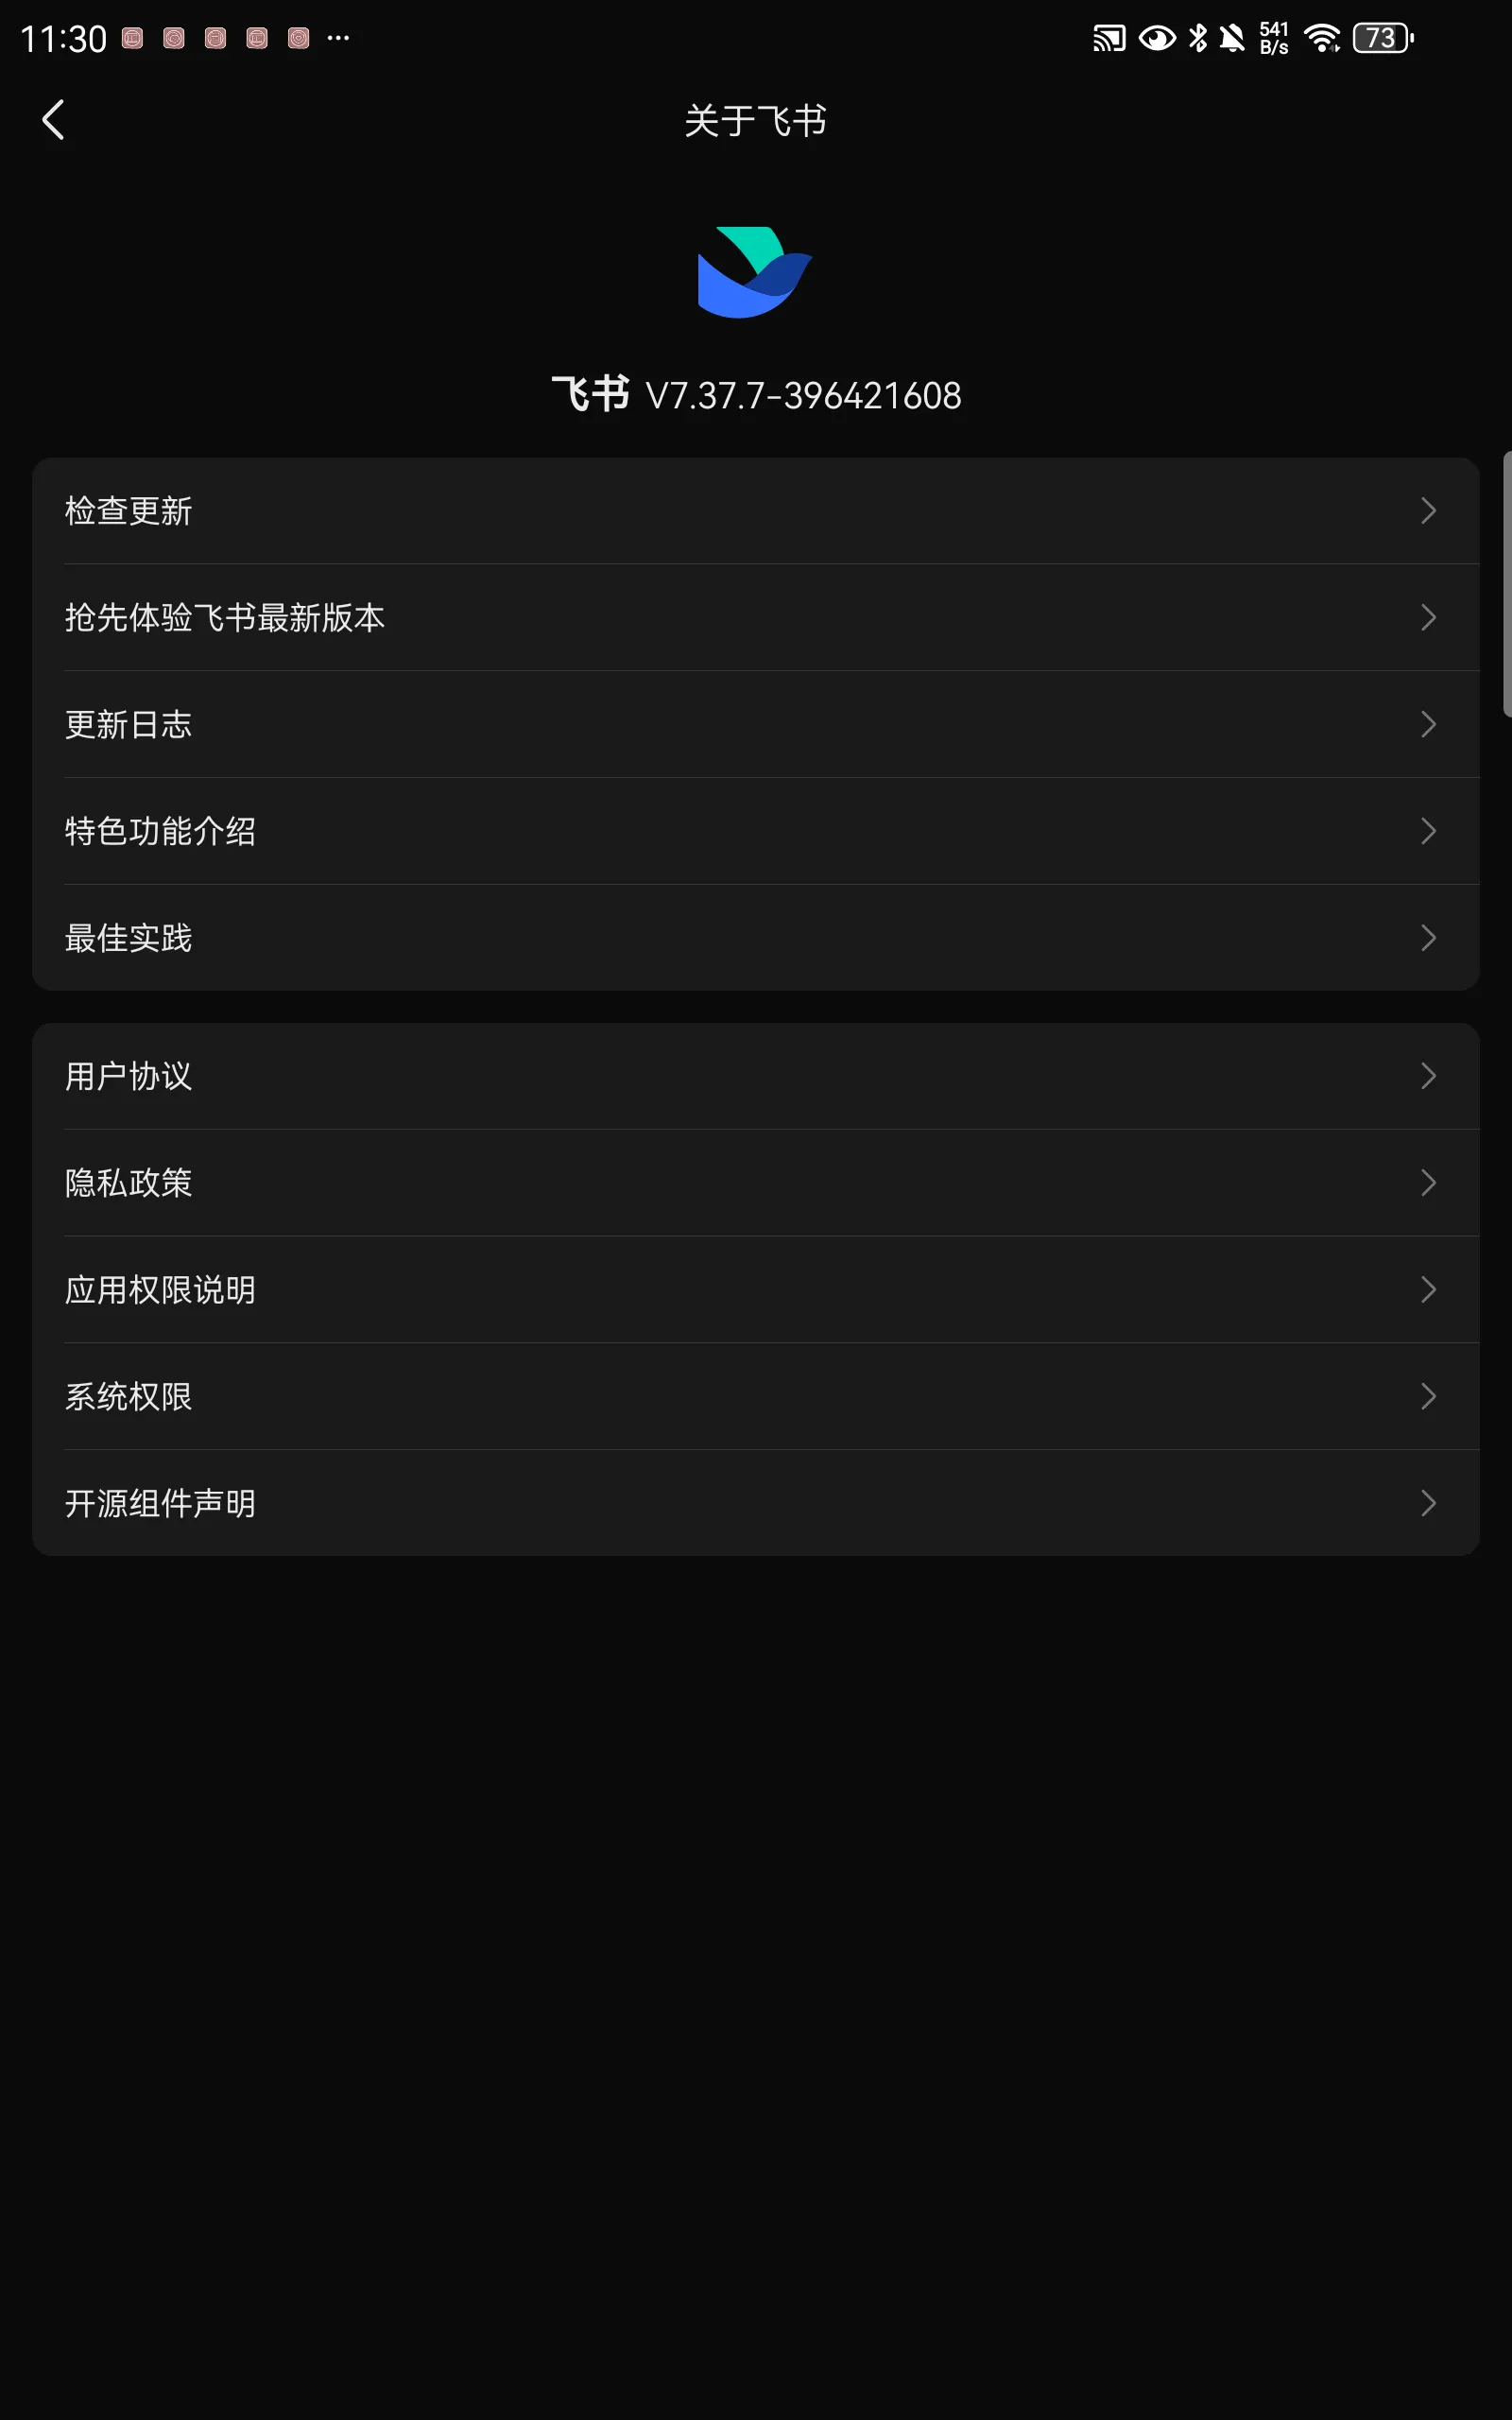 11:30
541
B/s
73
关于飞书
飞书 V7.37.7-396421608
检查更新
抢先体验飞书最新版本
更新日志
特色功能介绍
最佳实践
用户协议
隐私政策
应用权限说明
系统权限
开源组件声明